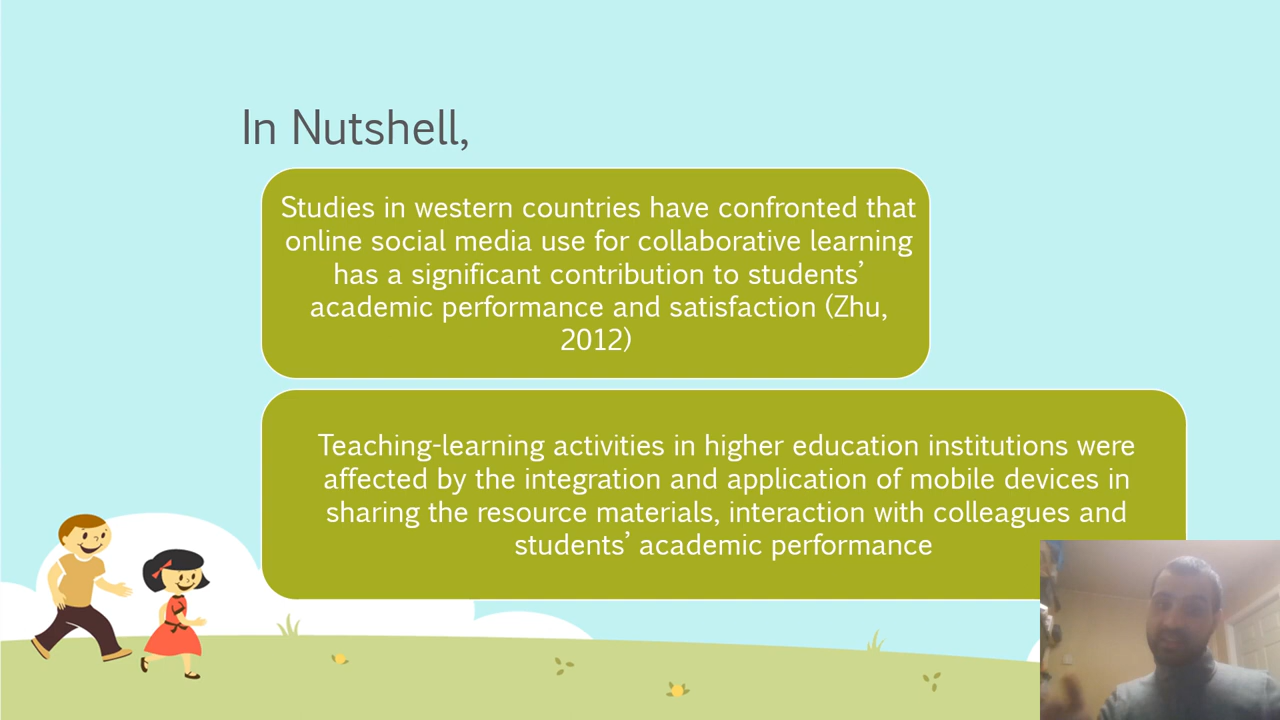 In Nutshell,
Studies in western countries have confronted that
online social media use for collaborative learning
has a significant contribution to students’
academic performance and satisfaction (Zhu,
2012)
Teaching-learning activities in higher education institutions were
affected by the integration and application of mobile devices in
sharing the resource materials, interaction with colleagues and
students’ academic performance